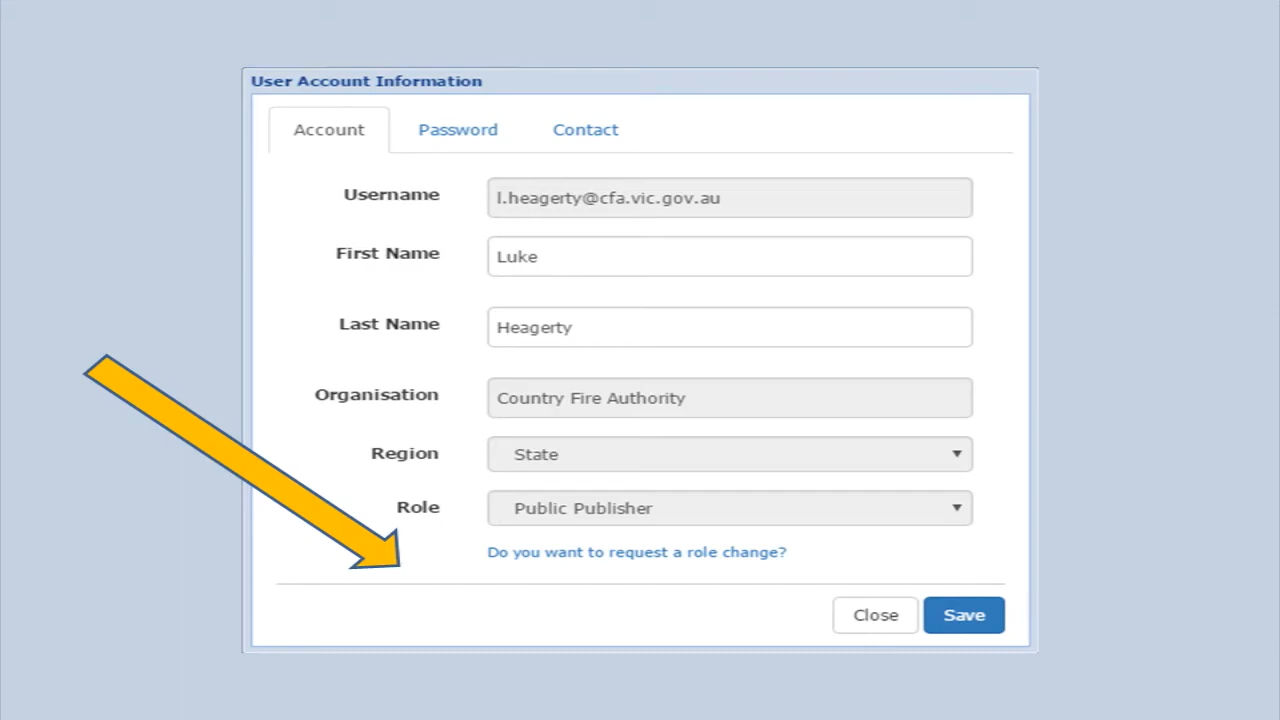 User Account Information
Account Password Contact
Username l.heagerty@cfa.vic.gov.au
First Name Luke
Last Name Heagerty
Organisation Country Fire Authority
Region State
Role Public Publisher
Do you want to request a role change?
Close Save